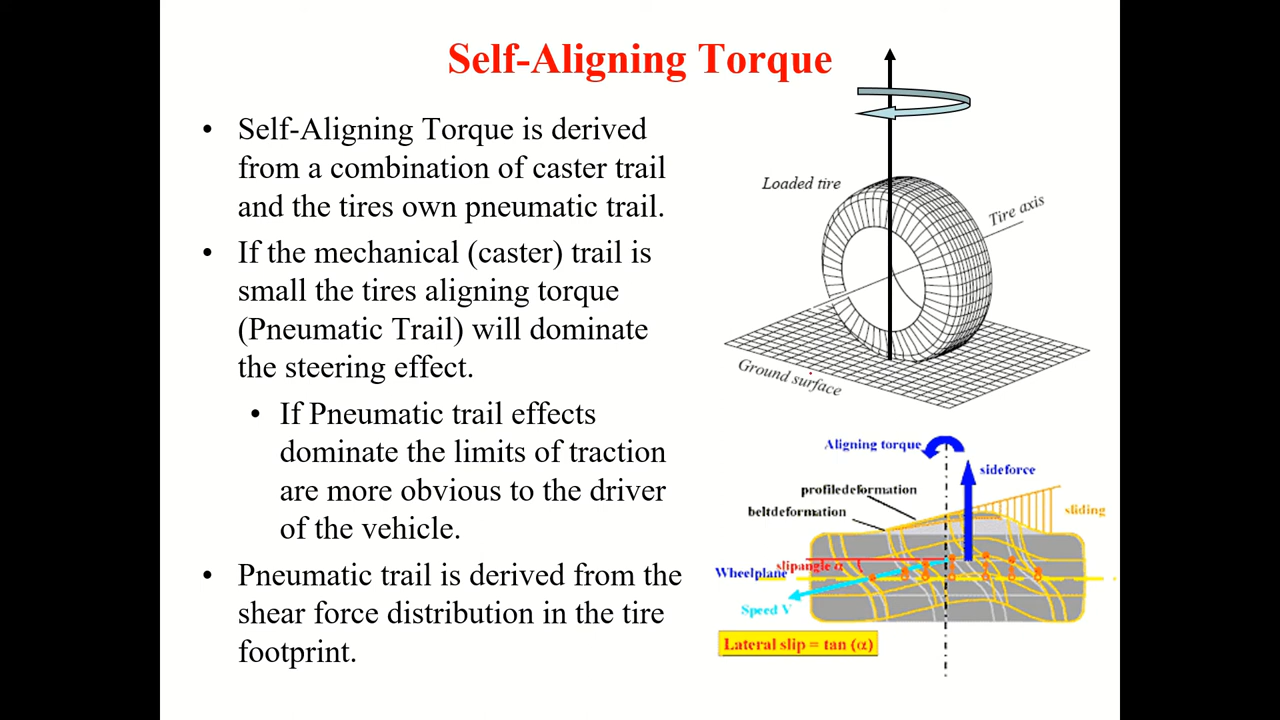 Self-Aligning Torque
• Self-Aligning Torque is derived
from a combination of caster trail
and the tires own pneumatic trail.
• If the mechanical (caster) trail is
small the tires aligning torque
(Pneumatic Trail) will dominate
the steering effect.
• If Pneumatic trail effects
dominate the limits of traction
are more obvious to the driver
of the vehicle.
• Pneumatic trail is derived from the
shear force distribution in the tire
footprint.
Loaded tire
Tire axis
Ground surface
Aligning torque
sideforce
profiledeformation
beltdeformation
sliding
slipangle α
Wheelplane
Speed V
Lateral slip = tan (α)